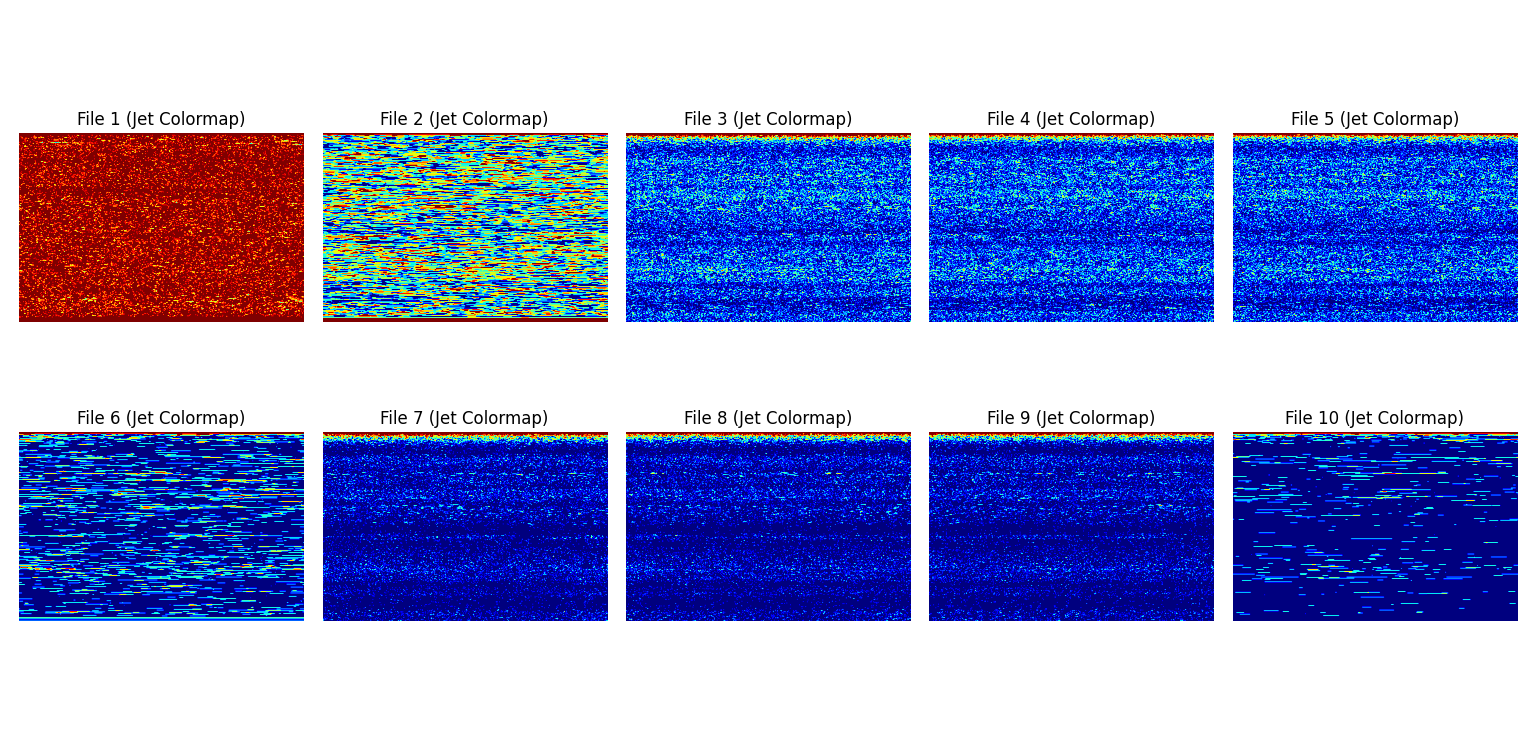 File 1 (Jet Colormap)
File 2 (Jet Colormap)
File 3 (Jet Colormap)
File 4 (Jet Colormap)
File 5 (Jet Colormap)
File 6 (Jet Colormap)
File 7 (Jet Colormap)
File 8 (Jet Colormap)
File 9 (Jet Colormap)
File 10 (Jet Colormap)